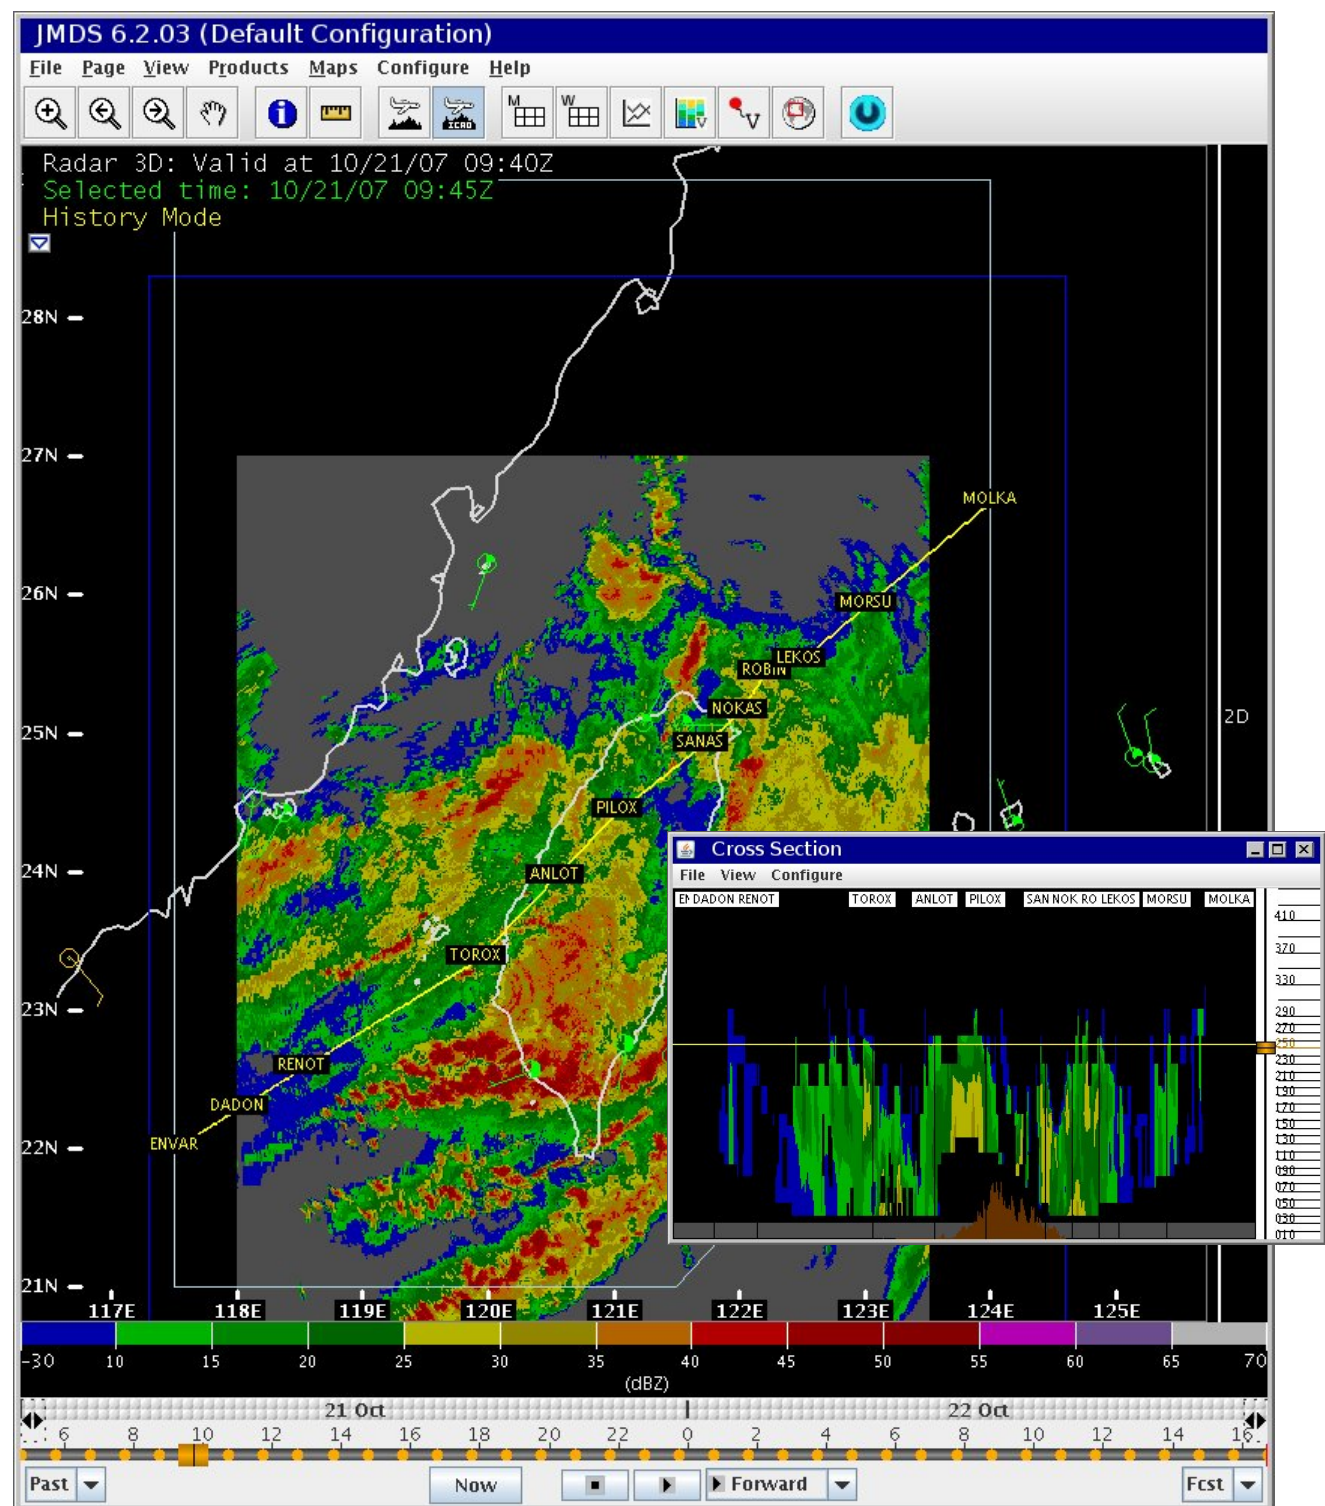 JMDS 6.2.03 (Default Configuration)
File Page View Products Maps Configure Help
M W V V ICAO
Radar 3D: Valid at 10/21/07 09:40Z
Selected time: 10/21/07 09:45Z
History Mode
28N
27N
MOLKA
26N
MORSU
LEKOS
ROBIN
NOKAS
25N
2D
SANAS
PILOX
24N
ANLOT
TOROX
23N
RENOT
DADON
22N
ENVAR
21N
117E 118E 119E 120E 121E 122E 123E 124E 125E
Cross Section
File View Configure
EN DADON RENOT TOROX ANLOT PILOX SAN NOK RO LEKOS MORSU MOLKA
410
370
330
290
270
250
230
210
190
170
150
130
110
090
070
050
030
010
-30 10 15 20 25 30 35 40 45 50 55 60 65 70
(dBZ)
21 Oct 22 Oct
6 8 10 12 14 16 18 20 22 0 2 4 6 8 10 12 14 16
Past Now Forward Fcst